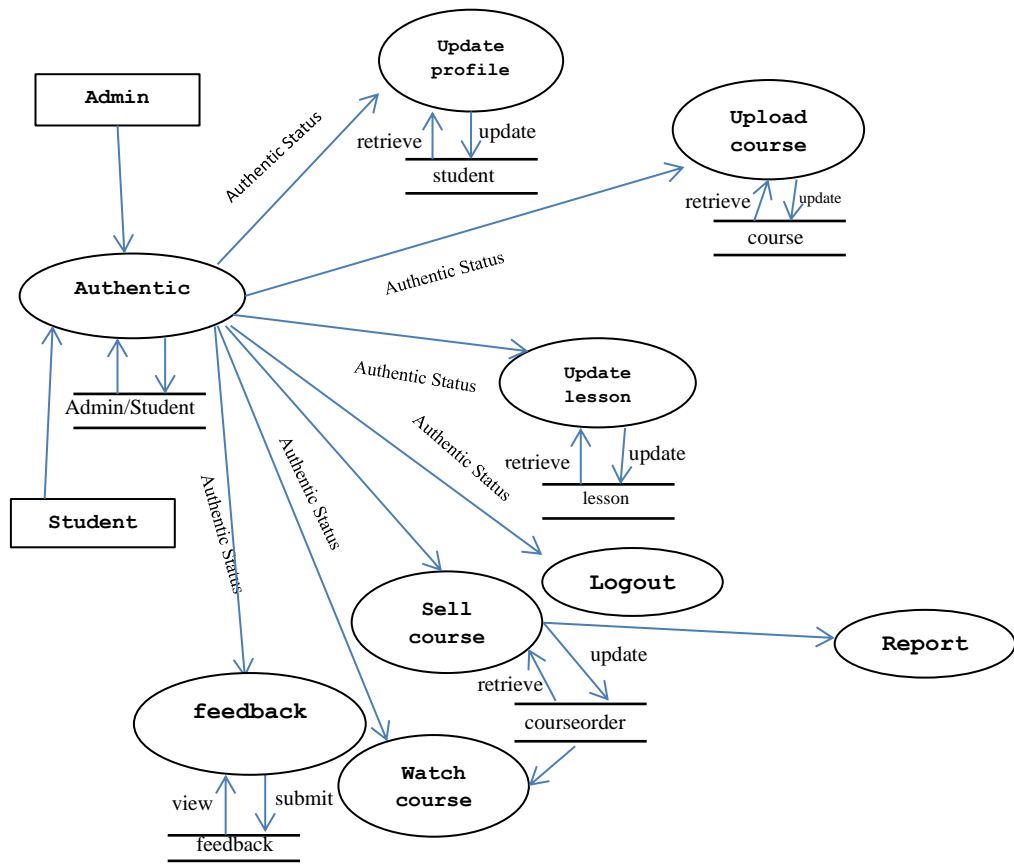 Update
profile
Admin
Upload
course
retrieve
update
student
Authentic Status
retrieve
update
course
Authentic
Authentic Status
Authentic Status
Update
lesson
Admin/Student
retrieve
update
lesson
Authentic Status
Authentic Status
Authentic Status
Student
Logout
Sell
course
Report
update
retrieve
courseorder
feedback
Watch
course
view
submit
feedback